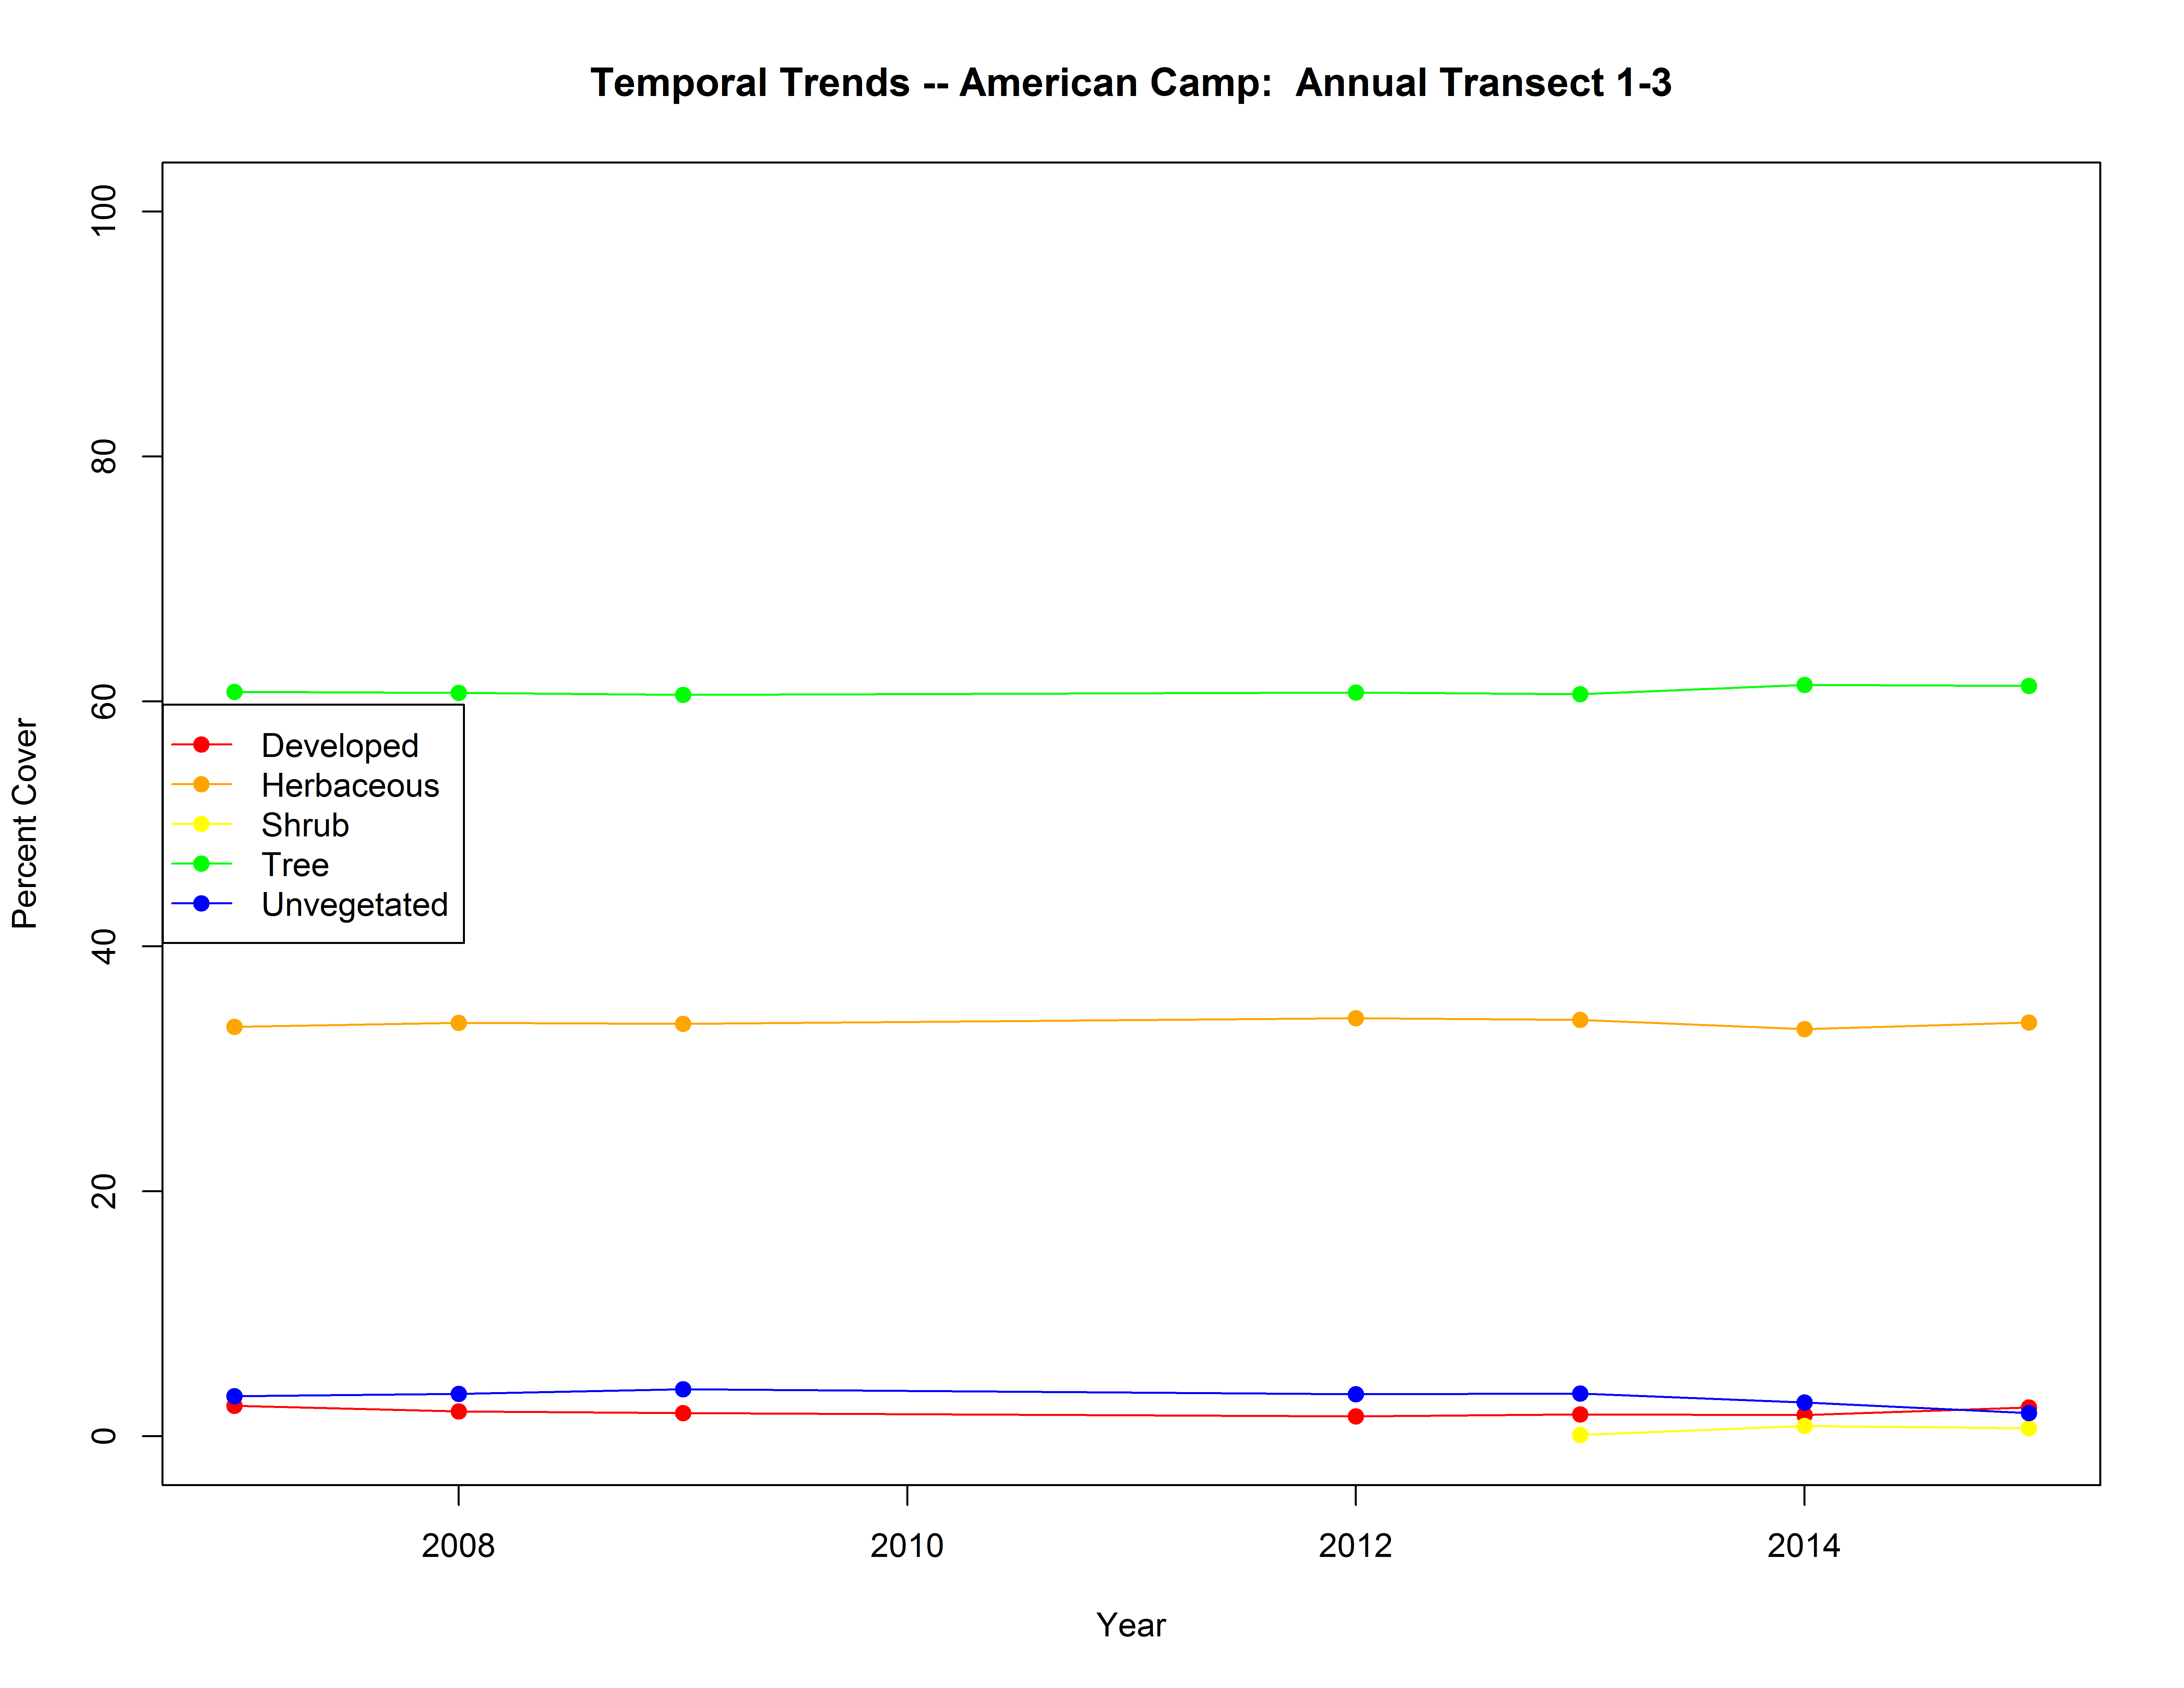 Temporal Trends -- American Camp:  Annual Transect 1-3
Percent Cover
100
80
60
40
20
0
Developed
Herbaceous
Shrub
Tree
Unvegetated
2008
2010
2012
2014
Year